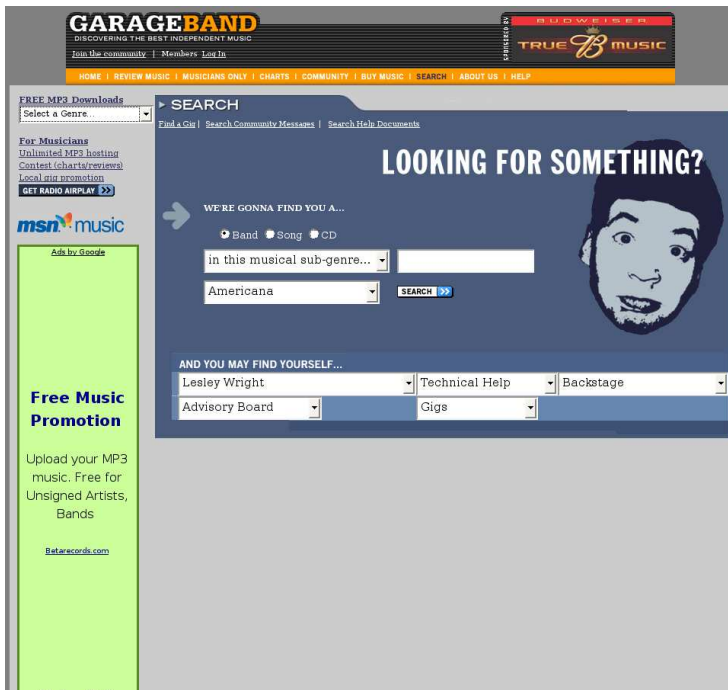 GARAGEBAND
DISCOVERING THE BEST INDEPENDENT MUSIC
Join the community | Members Log In
SPONSORED BY
BUDWEISER
TRUE B MUSIC
HOME | REVIEW MUSIC | MUSICIANS ONLY | CHARTS | COMMUNITY | BUY MUSIC | SEARCH | ABOUT US | HELP
FREE MP3 Downloads
Select a Genre...
For Musicians
Unlimited MP3 hosting
Contest (charts/reviews)
Local gig promotion
GET RADIO AIRPLAY
msn music
Ads by Google
Free Music
Promotion
Upload your MP3
music. Free for
Unsigned Artists,
Bands
Betarecords.com
SEARCH
Find a Gig | Search Community Messages | Search Help Documents
LOOKING FOR SOMETHING?
WE'RE GONNA FIND YOU A...
Band Song CD
in this musical sub-genre...
Americana
SEARCH
AND YOU MAY FIND YOURSELF...
Lesley Wright Technical Help Backstage
Advisory Board Gigs